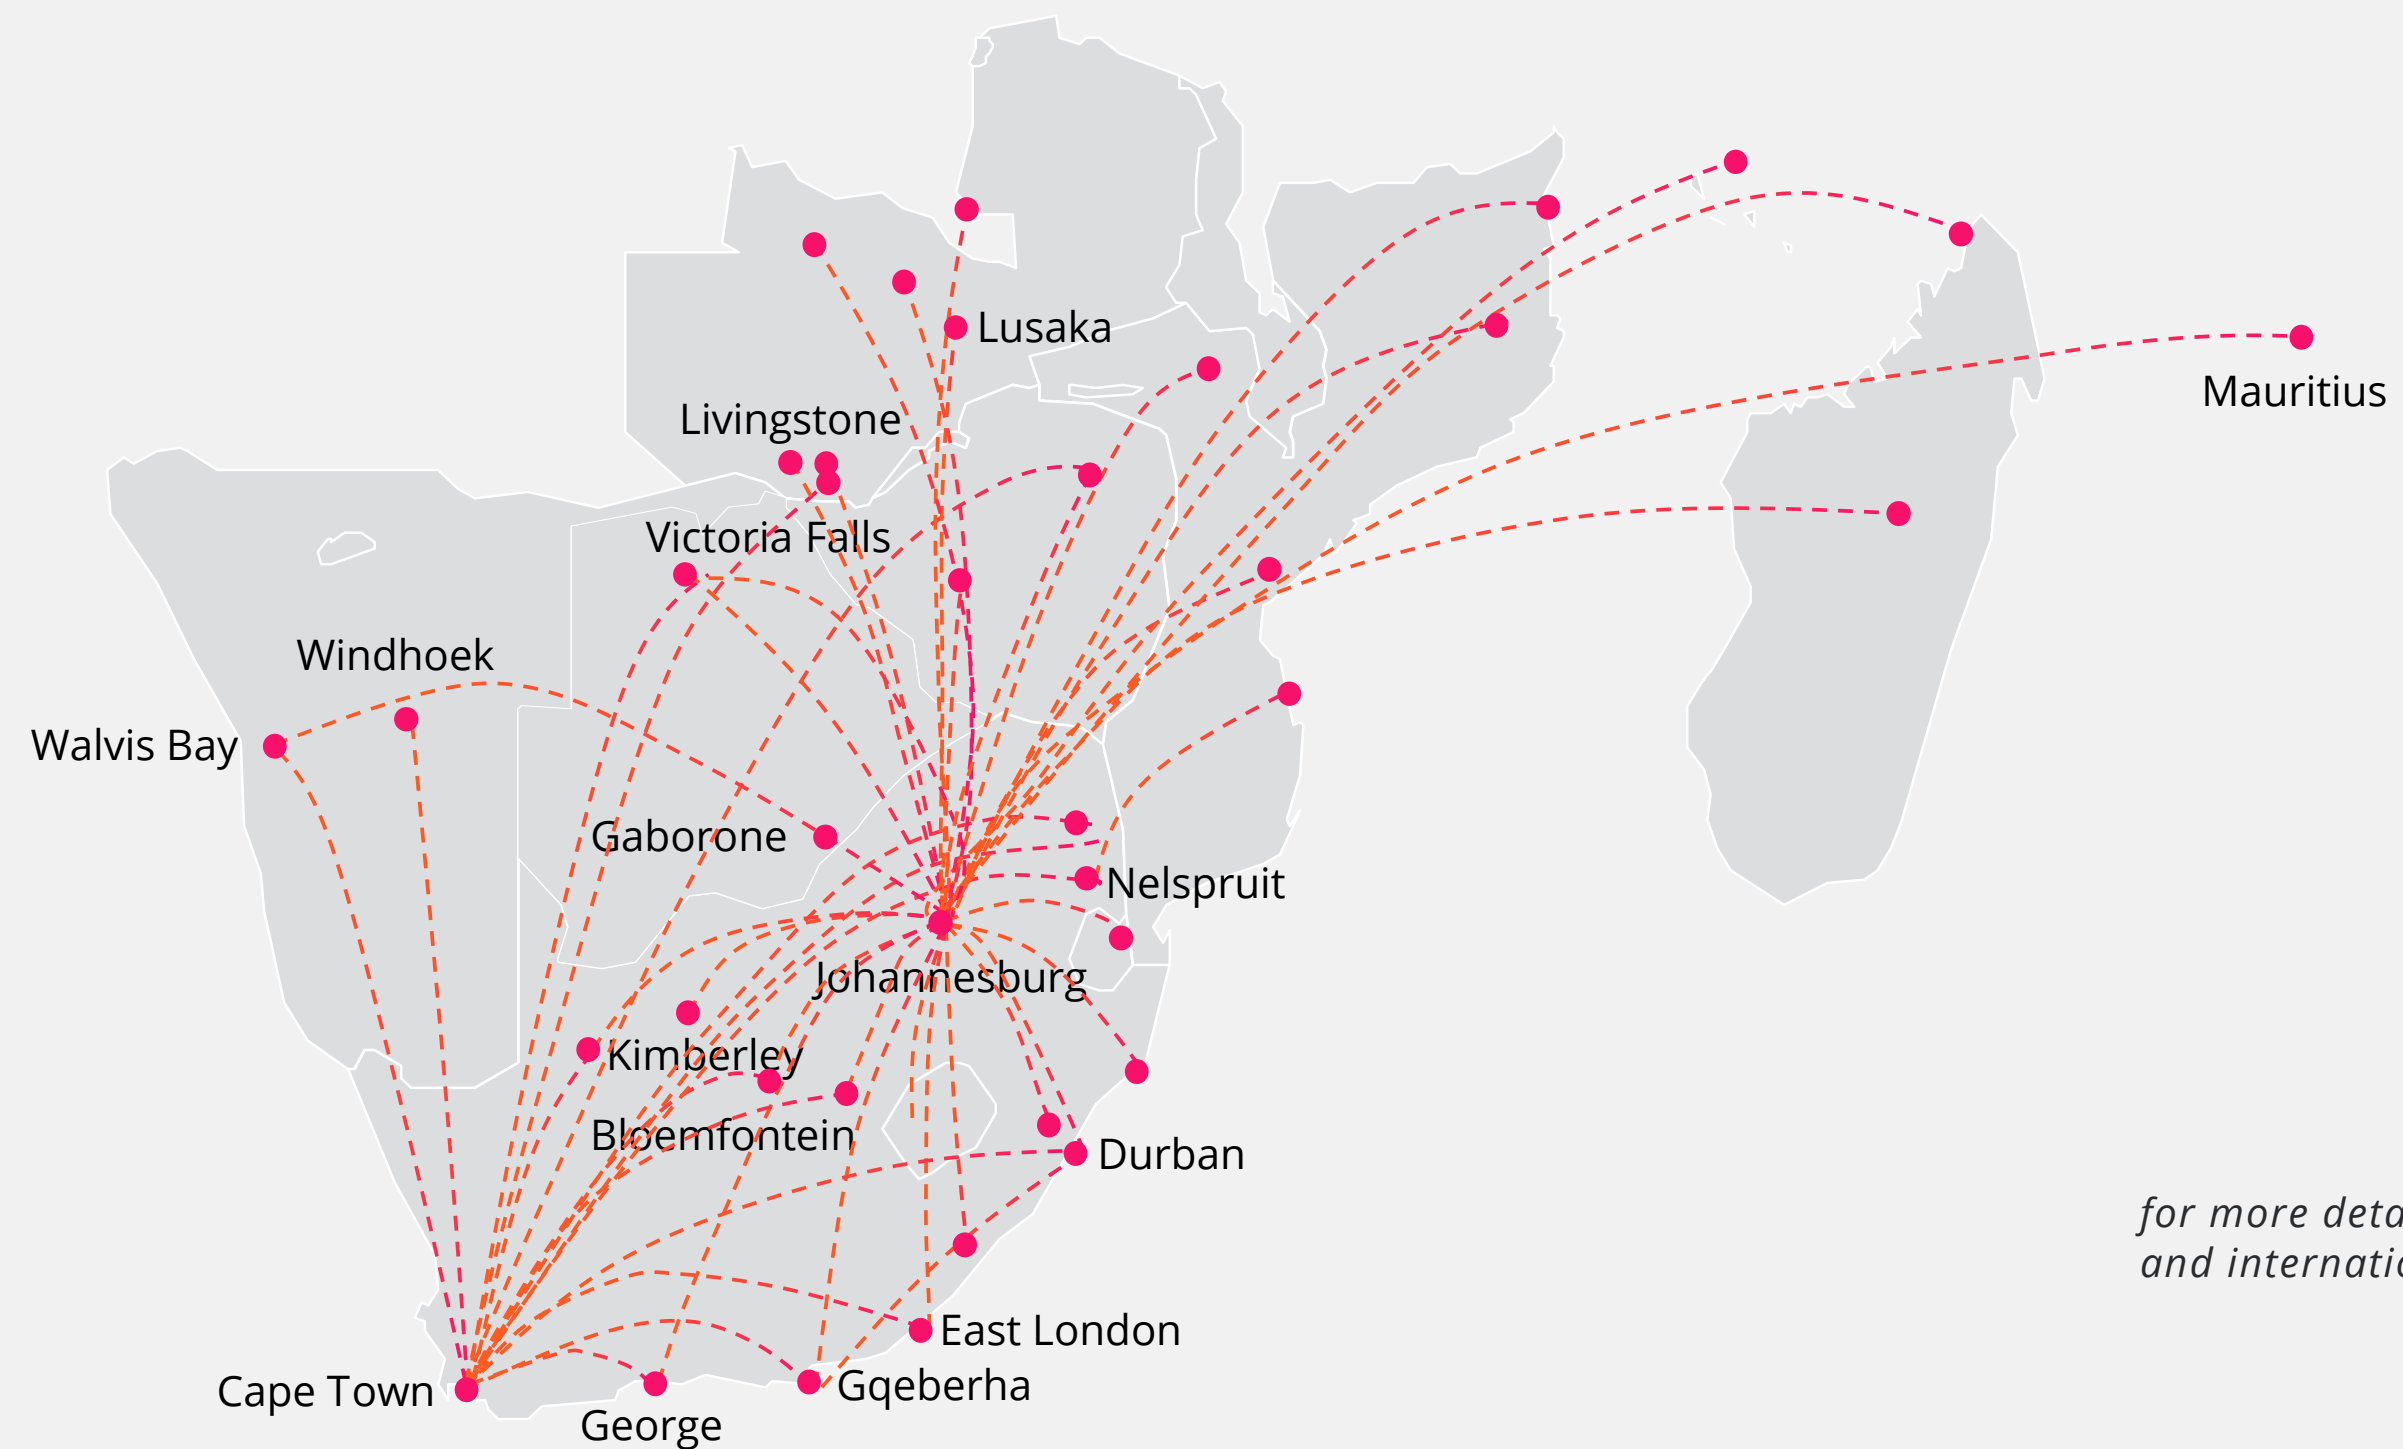 Lusaka
Mauritius
Livingstone
Victoria Falls
Windhoek
Walvis Bay
Gaborone
Nelspruit
Johannesburg
Kimberley
Bloemfontein
Durban
for more deta
and internatio
East London
Gqeberha
Cape Town
George